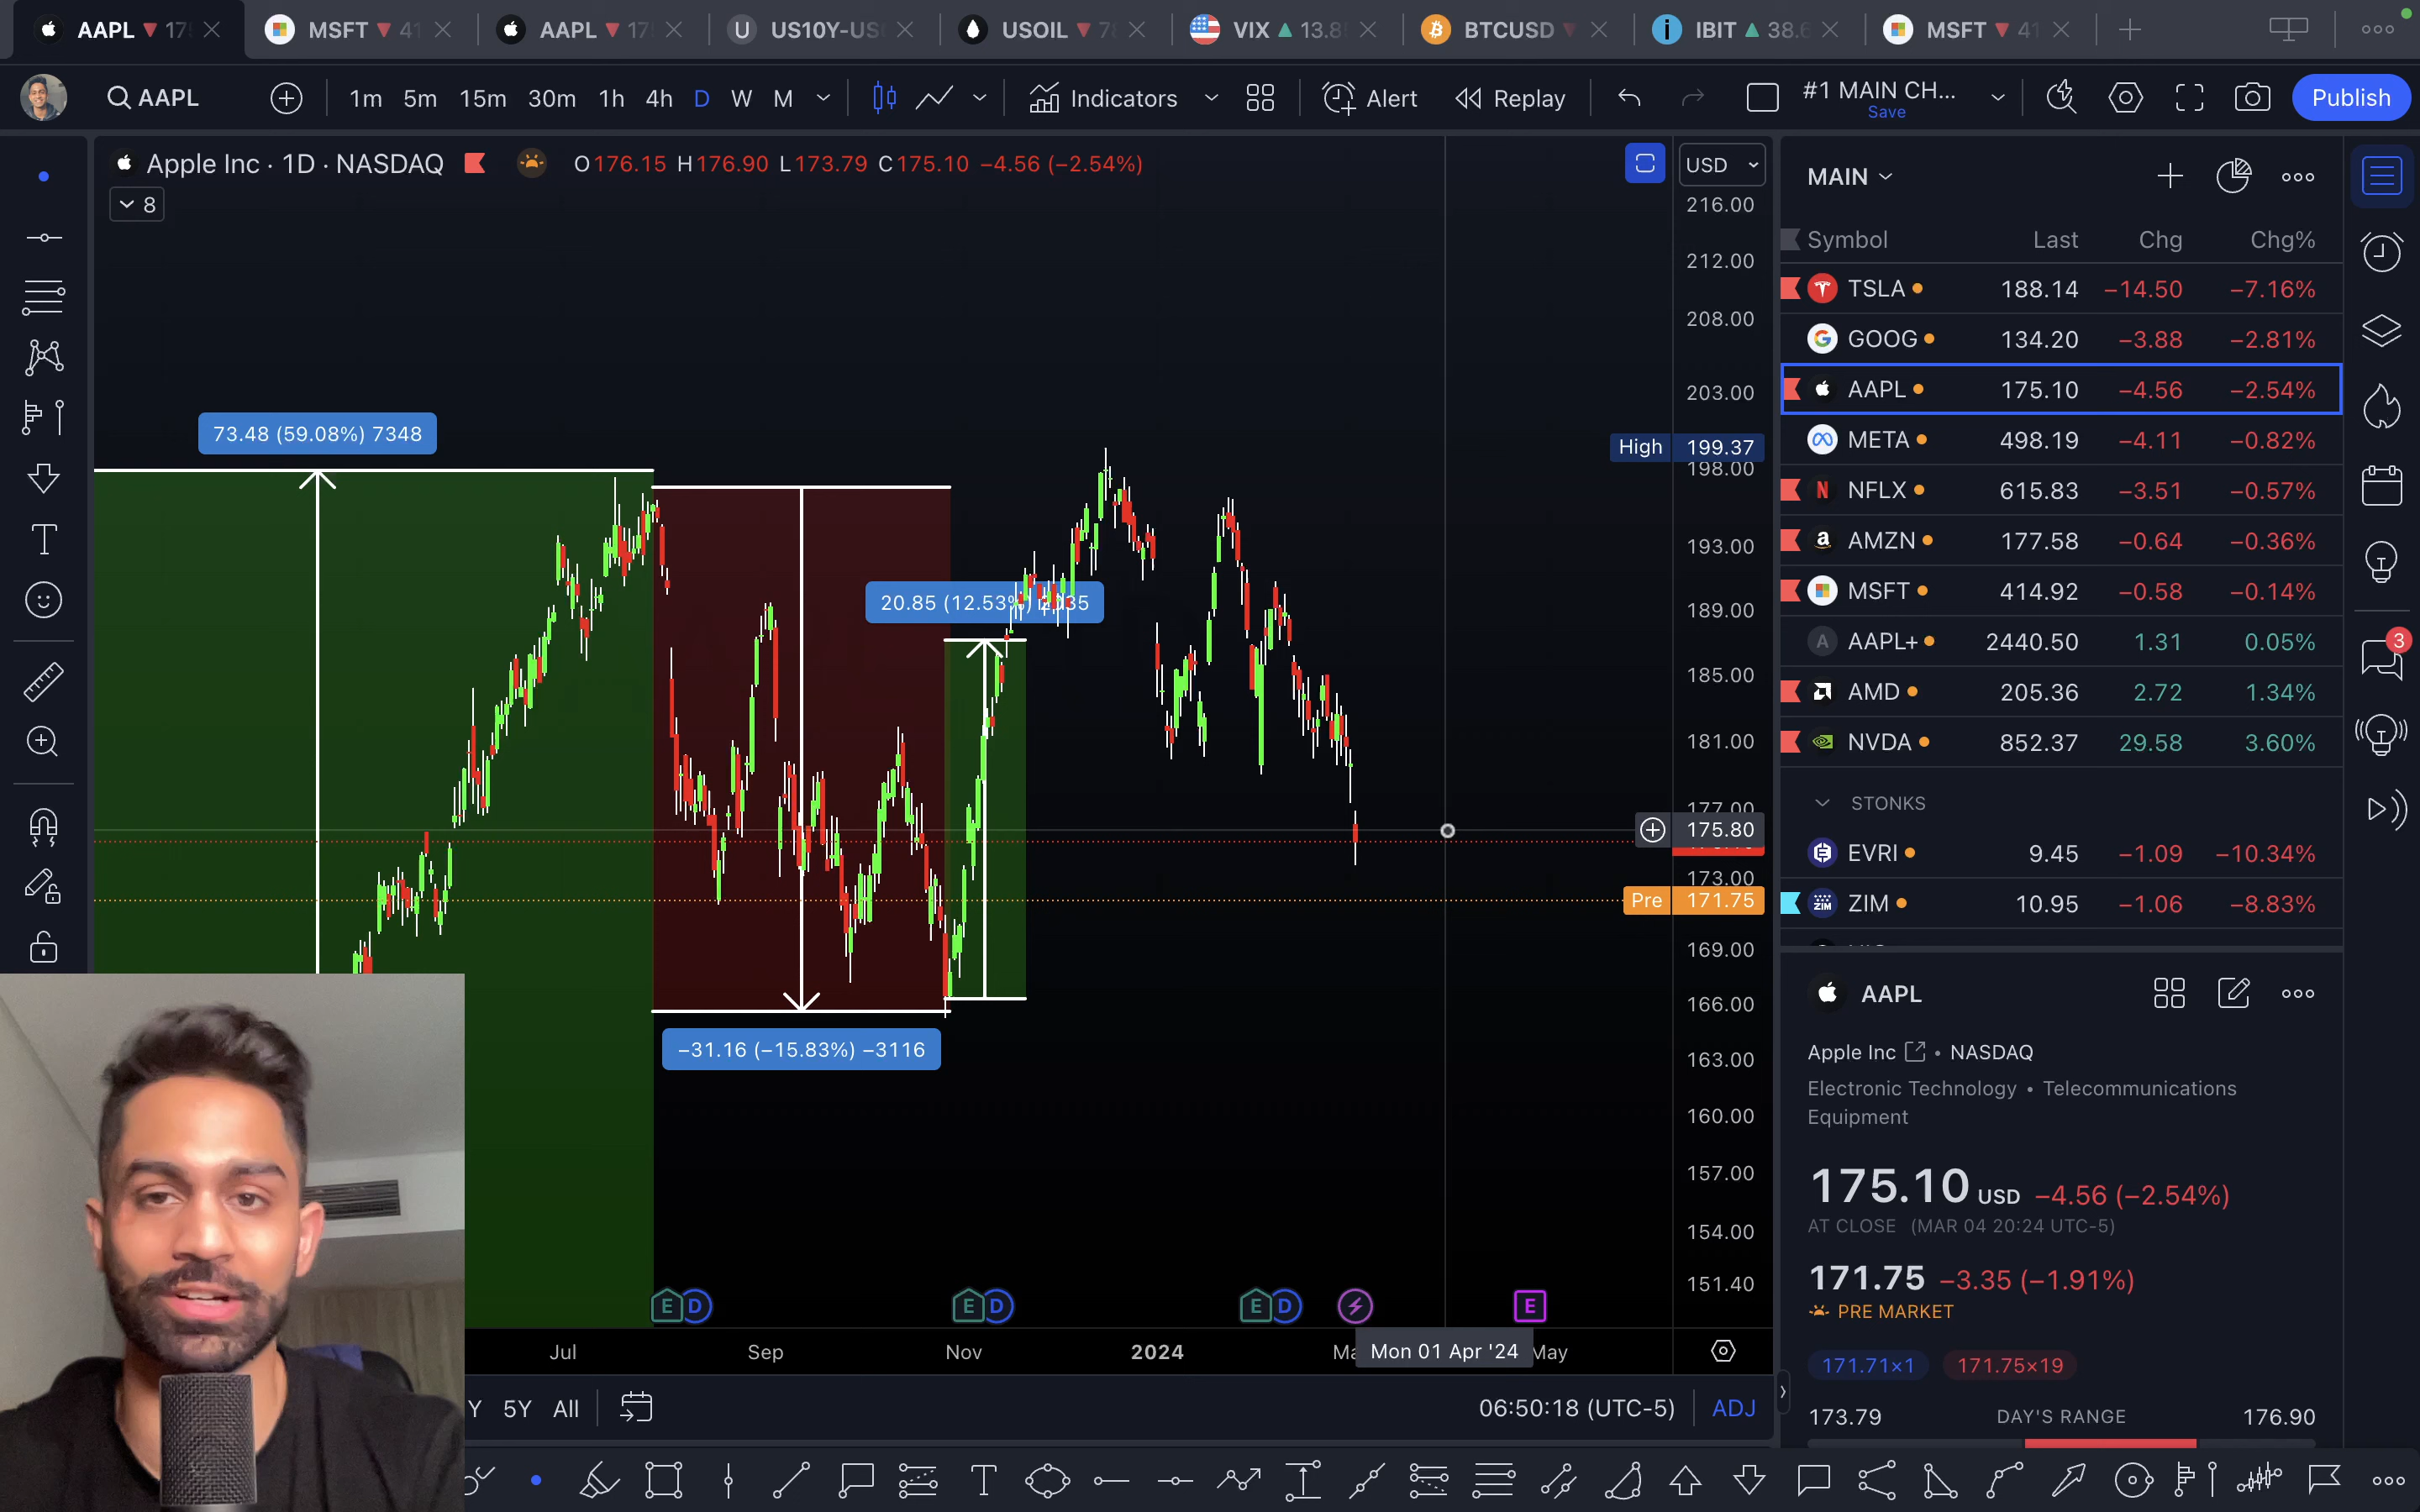 AAPL 17
MSFT 41
AAPL 17
U US10Y-US
USOIL 78
VIX 13.8
BTCUSD
i IBIT 38.6
MSFT 41
AAPL
1m 5m 15m 30m 1h 4h D W M
Indicators
Alert
Replay
#1 MAIN CH...
Save
Publish
Apple Inc · 1D · NASDAQ
O176.15 H176.90 L173.79 C175.10 −4.56 (−2.54%)
8
USD
216.00
212.00
208.00
203.00
High 199.37
198.00
193.00
189.00
185.00
181.00
177.00
175.80
173.00
Pre 171.75
169.00
166.00
163.00
160.00
157.00
154.00
151.40
73.48 (59.08%) 7348
20.85 (12.53%)
−31.16 (−15.83%) −3116
E D
E D
E D
E
Jul
Sep
Nov
2024
Mon 01 Apr '24
May
Y 5Y All
06:50:18 (UTC-5)
ADJ
MAIN
Symbol Last Chg Chg%
TSLA 188.14 −14.50 −7.16%
GOOG 134.20 −3.88 −2.81%
AAPL 175.10 −4.56 −2.54%
META 498.19 −4.11 −0.82%
NFLX 615.83 −3.51 −0.57%
AMZN 177.58 −0.64 −0.36%
MSFT 414.92 −0.58 −0.14%
A AAPL+ 2440.50 1.31 0.05%
AMD 205.36 2.72 1.34%
NVDA 852.37 29.58 3.60%
STONKS
EVRI 9.45 −1.09 −10.34%
ZIM ZIM 10.95 −1.06 −8.83%
3
AAPL
Apple Inc • NASDAQ
Electronic Technology • Telecommunications
Equipment
175.10 USD −4.56 (−2.54%)
AT CLOSE (MAR 04 20:24 UTC-5)
171.75 −3.35 (−1.91%)
PRE MARKET
171.71×1 171.75×19
173.79 DAY'S RANGE 176.90